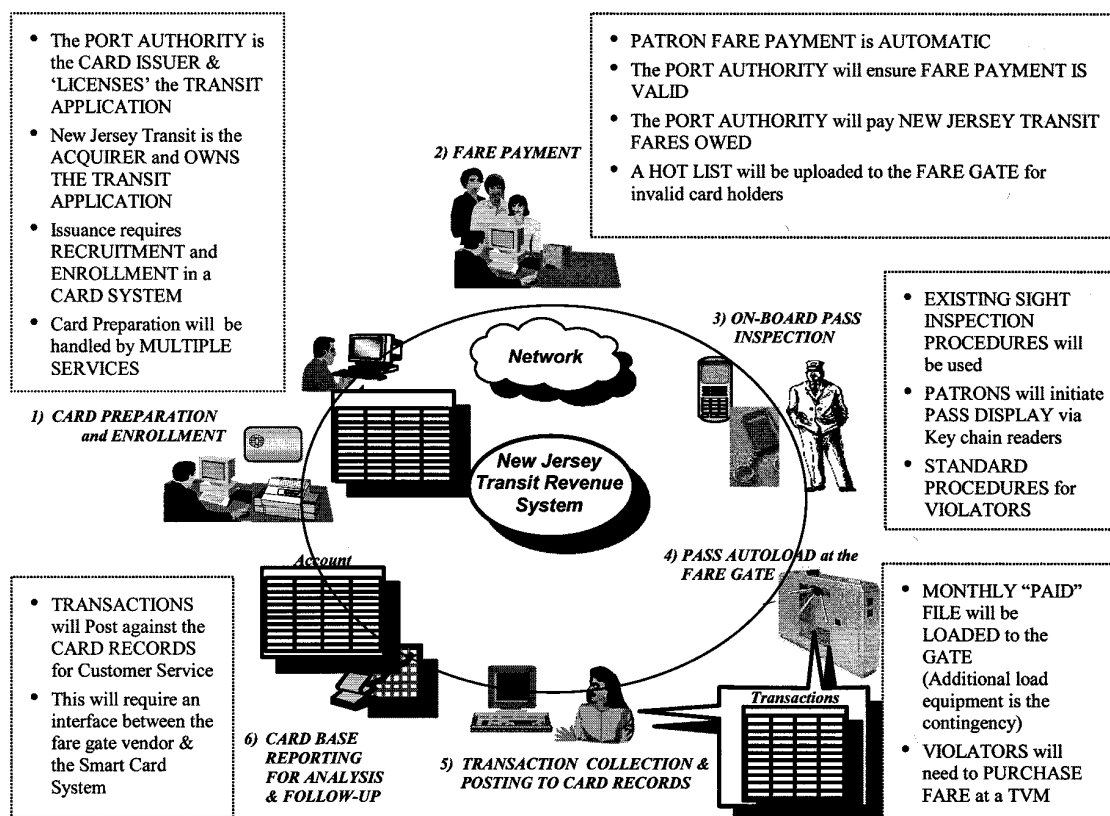 • The PORT AUTHORITY is
the CARD ISSUER &
‘LICENSES’ the TRANSIT
APPLICATION
• New Jersey Transit is the
ACQUIRER and OWNS
THE TRANSIT
APPLICATION
• Issuance requires
RECRUITMENT and
ENROLLMENT in a
CARD SYSTEM
• Card Preparation will be
handled by MULTIPLE
SERVICES
1) CARD PREPARATION
and ENROLLMENT
2) FARE PAYMENT
• PATRON FARE PAYMENT is AUTOMATIC
• The PORT AUTHORITY will ensure FARE PAYMENT IS
VALID
• The PORT AUTHORITY will pay NEW JERSEY TRANSIT
FARES OWED
• A HOT LIST will be uploaded to the FARE GATE for
invalid card holders
Network
New Jersey
Transit Revenue
System
3) ON-BOARD PASS
INSPECTION
• EXISTING SIGHT
INSPECTION
PROCEDURES will
be used
• PATRONS will initiate
PASS DISPLAY via
Key chain readers
• STANDARD
PROCEDURES for
VIOLATORS
4) PASS AUTOLOAD at the
FARE GATE
• MONTHLY “PAID”
FILE will be
LOADED to the
GATE
(Additional load
equipment is the
contingency)
• VIOLATORS will
need to PURCHASE
FARE at a TVM
Transactions
5) TRANSACTION COLLECTION &
POSTING TO CARD RECORDS
Account
6) CARD BASE
REPORTING
FOR ANALYSIS
& FOLLOW-UP
• TRANSACTIONS
will Post against the
CARD RECORDS
for Customer Service
• This will require an
interface between the
fare gate vendor &
the Smart Card
System